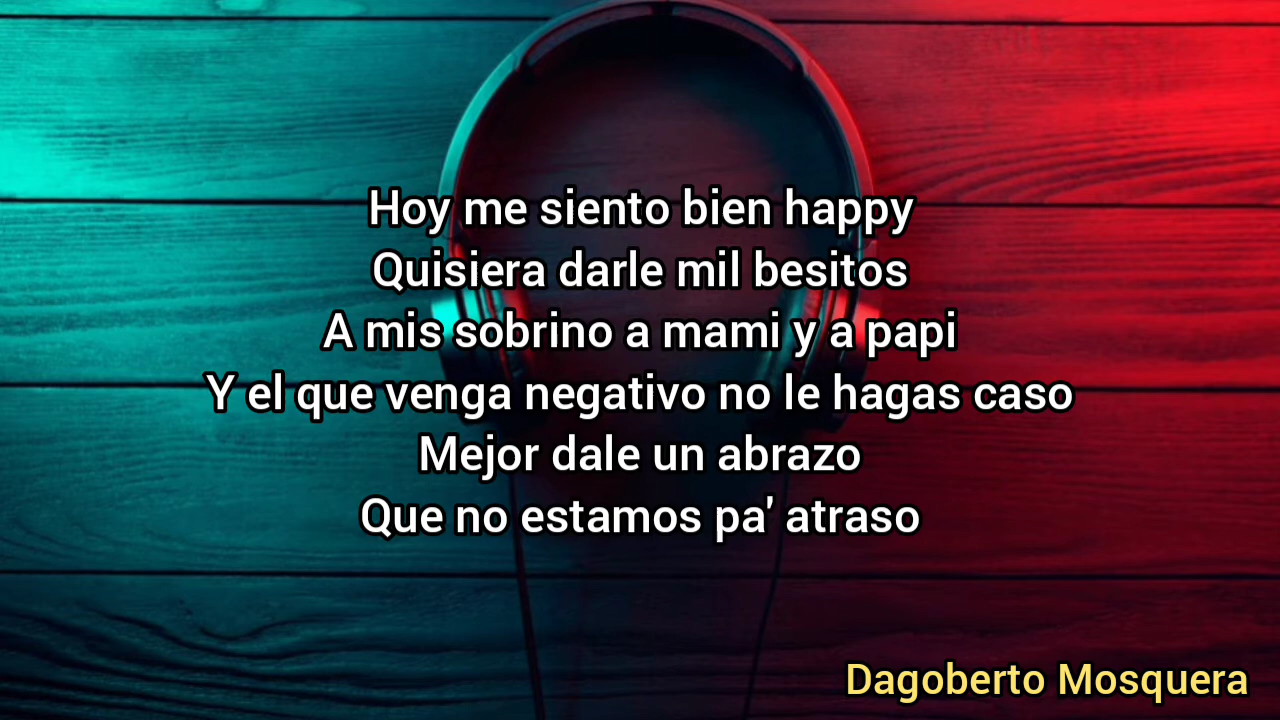 Hoy me siento bien happy
Quisiera darle mil besitos
A mis sobrino a mami y a papi
Y el que venga negativo no le hagas caso
Mejor dale un abrazo
Que no estamos pa' atraso
Dagoberto Mosquera